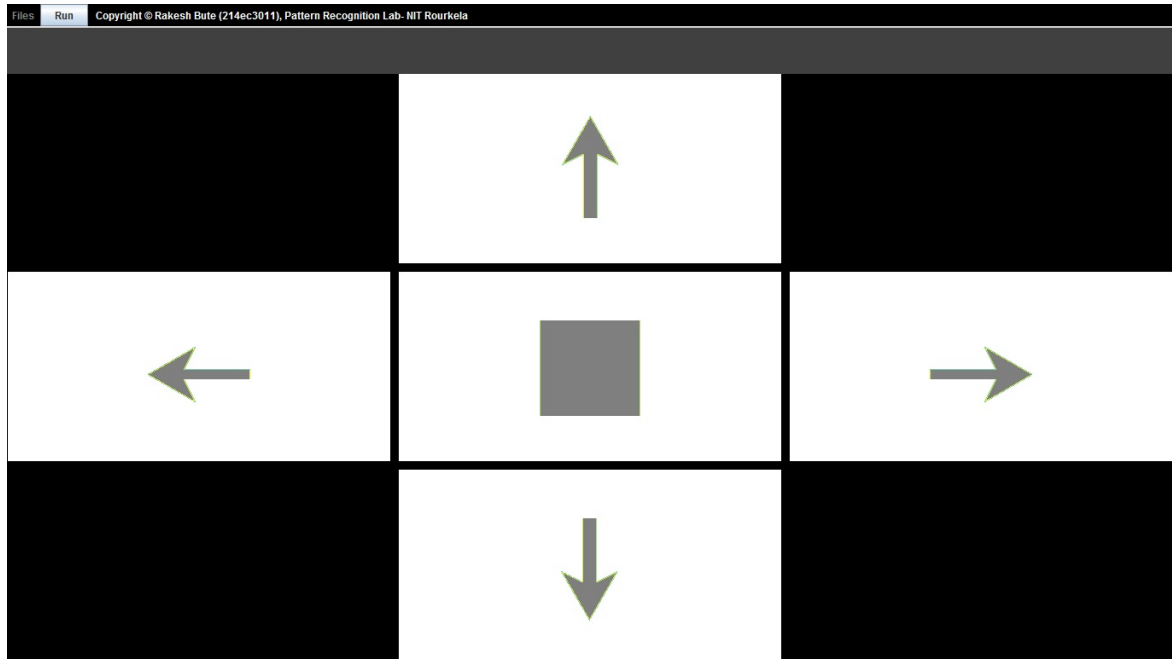 Files Run Copyright © Rakesh Bute (214ec3011), Pattern Recognition Lab- NIT Rourkela